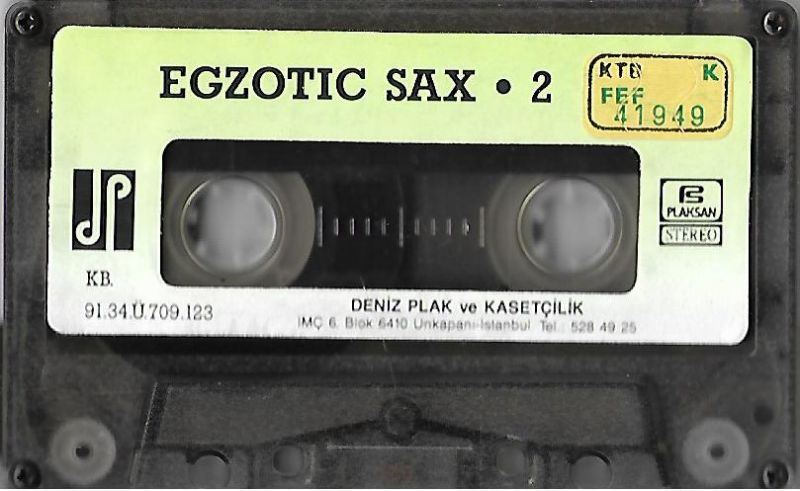 EGZOTIC SAX • 2
KTB K
FEF
41949
PLAKSAN
STEREO
KB.
91.34.Ü.709.123
DENİZ PLAK ve KASETÇİLİK
İMÇ 6. Blok 6410 Unkapanı-İstanbul Tel.: 528 49 25